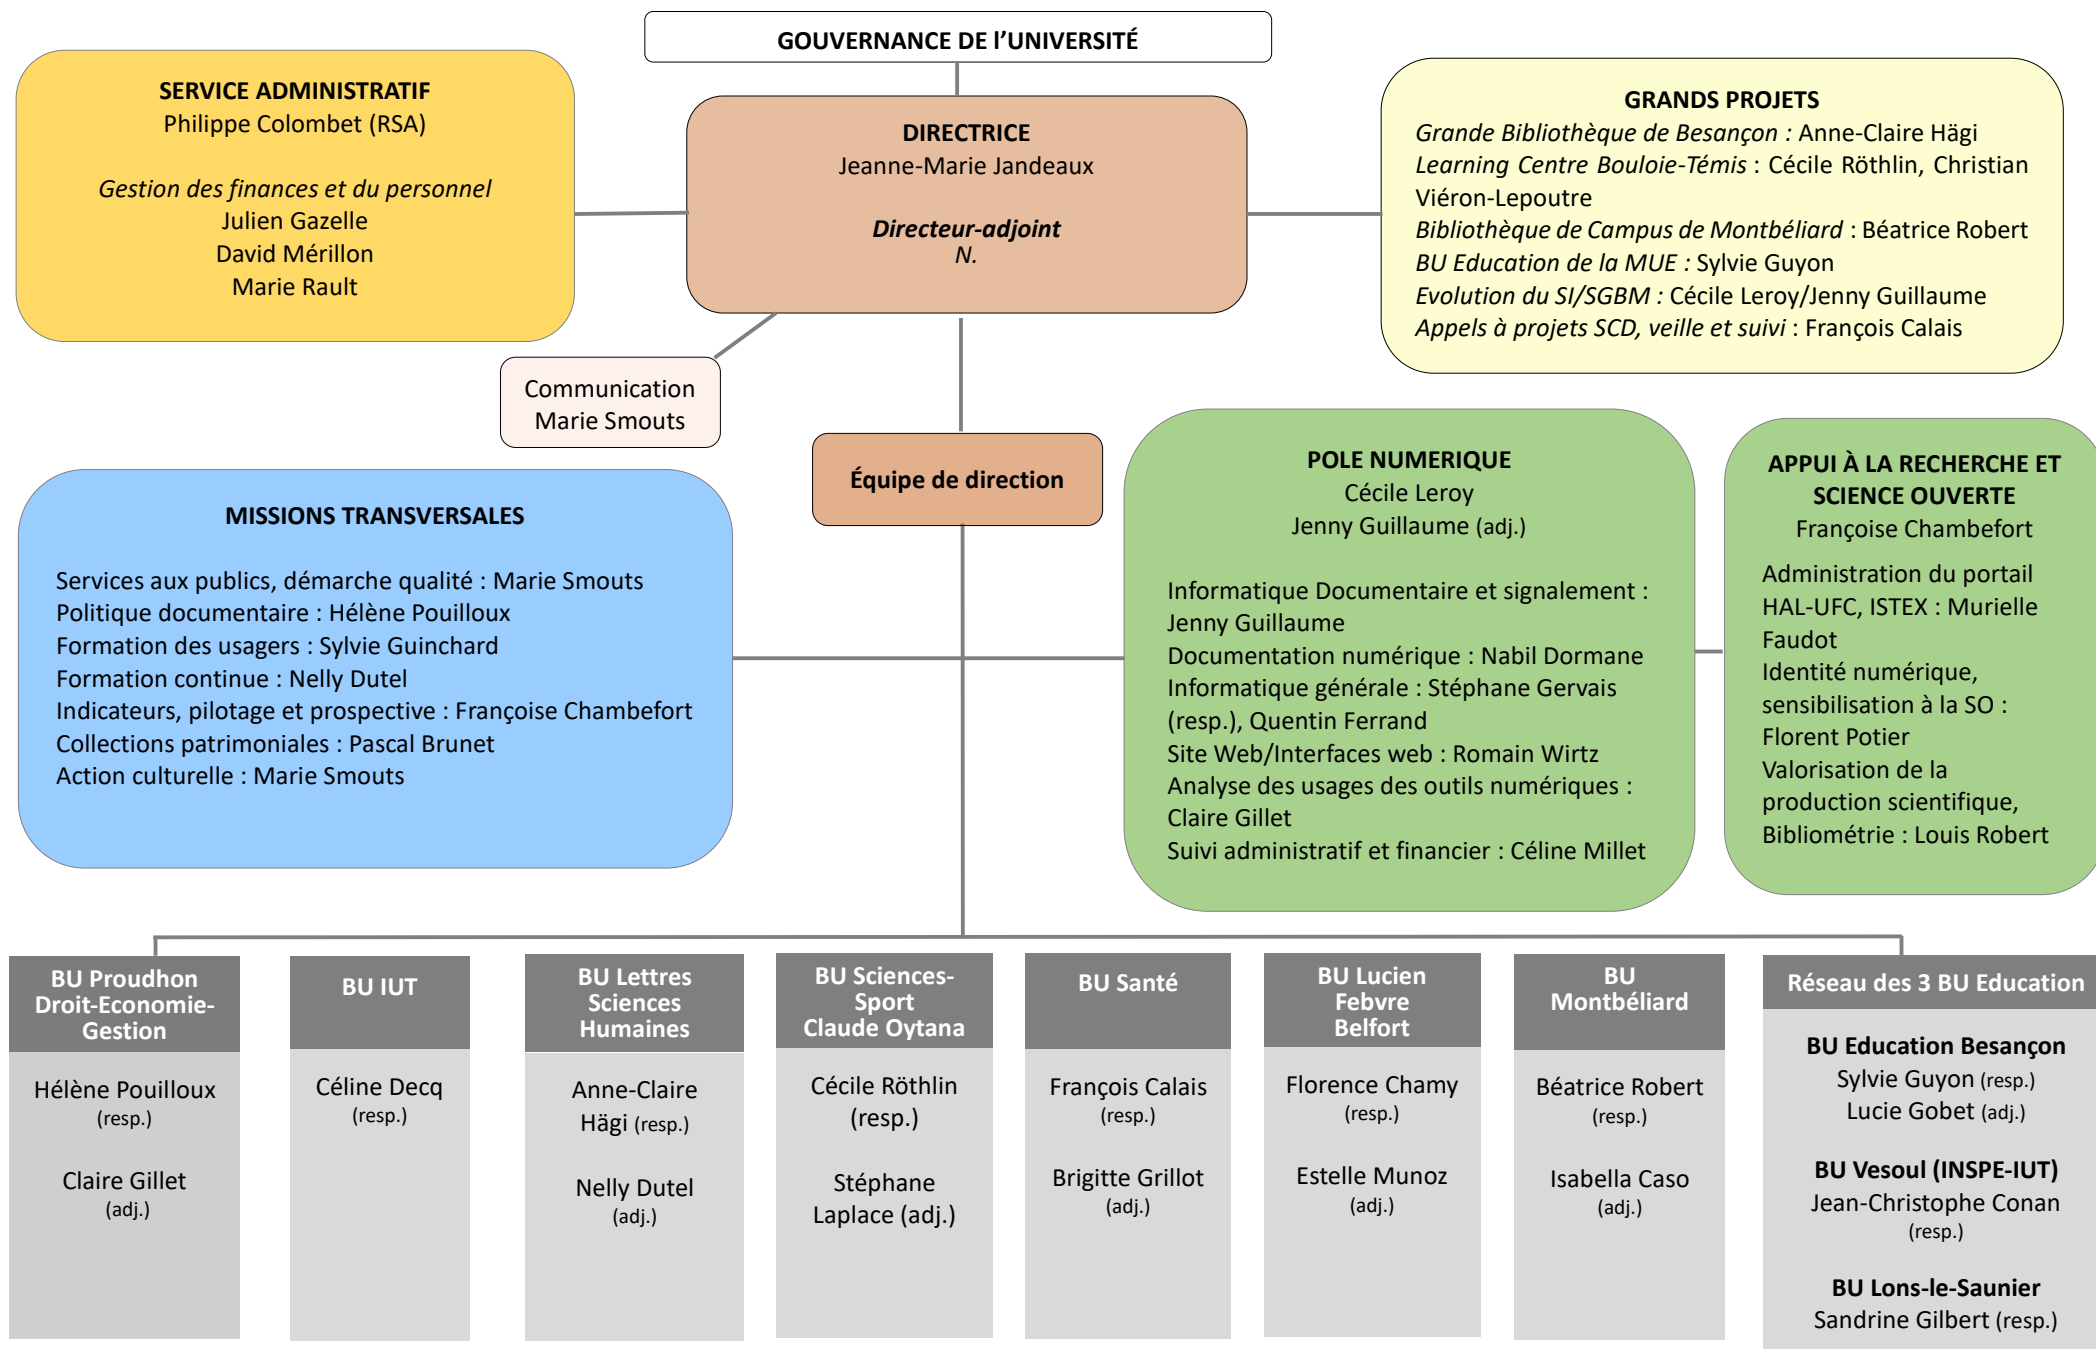 GOUVERNANCE DE l'UNIVERSITÉ
SERVICE ADMINISTRATIF
Philippe Colombet (RSA)
Gestion des finances et du personnel
Julien Gazelle
David Mérillon
Marie Rault
DIRECTRICE
Jeanne-Marie Jandeaux
Directeur-adjoint
N.
GRANDS PROJETS
Grande Bibliothèque de Besançon : Anne-Claire Hägi
Learning Centre Bouloie-Témis : Cécile Röthlin, Christian
Viéron-Lepoutre
Bibliothèque de Campus de Montbéliard : Béatrice Robert
BU Education de la MUE : Sylvie Guyon
Evolution du SI/SGBM : Cécile Leroy/Jenny Guillaume
Appels à projets SCD, veille et suivi : François Calais
Communication
Marie Smouts
Équipe de direction
MISSIONS TRANSVERSALES
Services aux publics, démarche qualité : Marie Smouts
Politique documentaire : Hélène Pouilloux
Formation des usagers : Sylvie Guinchard
Formation continue : Nelly Dutel
Indicateurs, pilotage et prospective : Françoise Chambefort
Collections patrimoniales : Pascal Brunet
Action culturelle : Marie Smouts
POLE NUMERIQUE
Cécile Leroy
Jenny Guillaume (adj.)
Informatique Documentaire et signalement :
Jenny Guillaume
Documentation numérique : Nabil Dormane
Informatique générale : Stéphane Gervais
(resp.), Quentin Ferrand
Site Web/Interfaces web : Romain Wirtz
Analyse des usages des outils numériques :
Claire Gillet
Suivi administratif et financier : Céline Millet
APPUI À LA RECHERCHE ET
SCIENCE OUVERTE
Françoise Chambefort
Administration du portail
HAL-UFC, ISTEX : Murielle
Faudot
Identité numérique,
sensibilisation à la SO :
Florent Potier
Valorisation de la
production scientifique,
Bibliométrie : Louis Robert
BU Proudhon
Droit-Economie-
Gestion
Hélène Pouilloux
(resp.)
Claire Gillet
(adj.)
BU IUT
Céline Decq
(resp.)
BU Lettres
Sciences
Humaines
Anne-Claire
Hägi (resp.)
Nelly Dutel
(adj.)
BU Sciences-
Sport
Claude Oytana
Cécile Röthlin
(resp.)
Stéphane
Laplace (adj.)
BU Santé
François Calais
(resp.)
Brigitte Grillot
(adj.)
BU Lucien
Febvre
Belfort
Florence Chamy
(resp.)
Estelle Munoz
(adj.)
BU
Montbéliard
Béatrice Robert
(resp.)
Isabella Caso
(adj.)
Réseau des 3 BU Education
BU Education Besançon
Sylvie Guyon (resp.)
Lucie Gobet (adj.)
BU Vesoul (INSPE-IUT)
Jean-Christophe Conan
(resp.)
BU Lons-le-Saunier
Sandrine Gilbert (resp.)